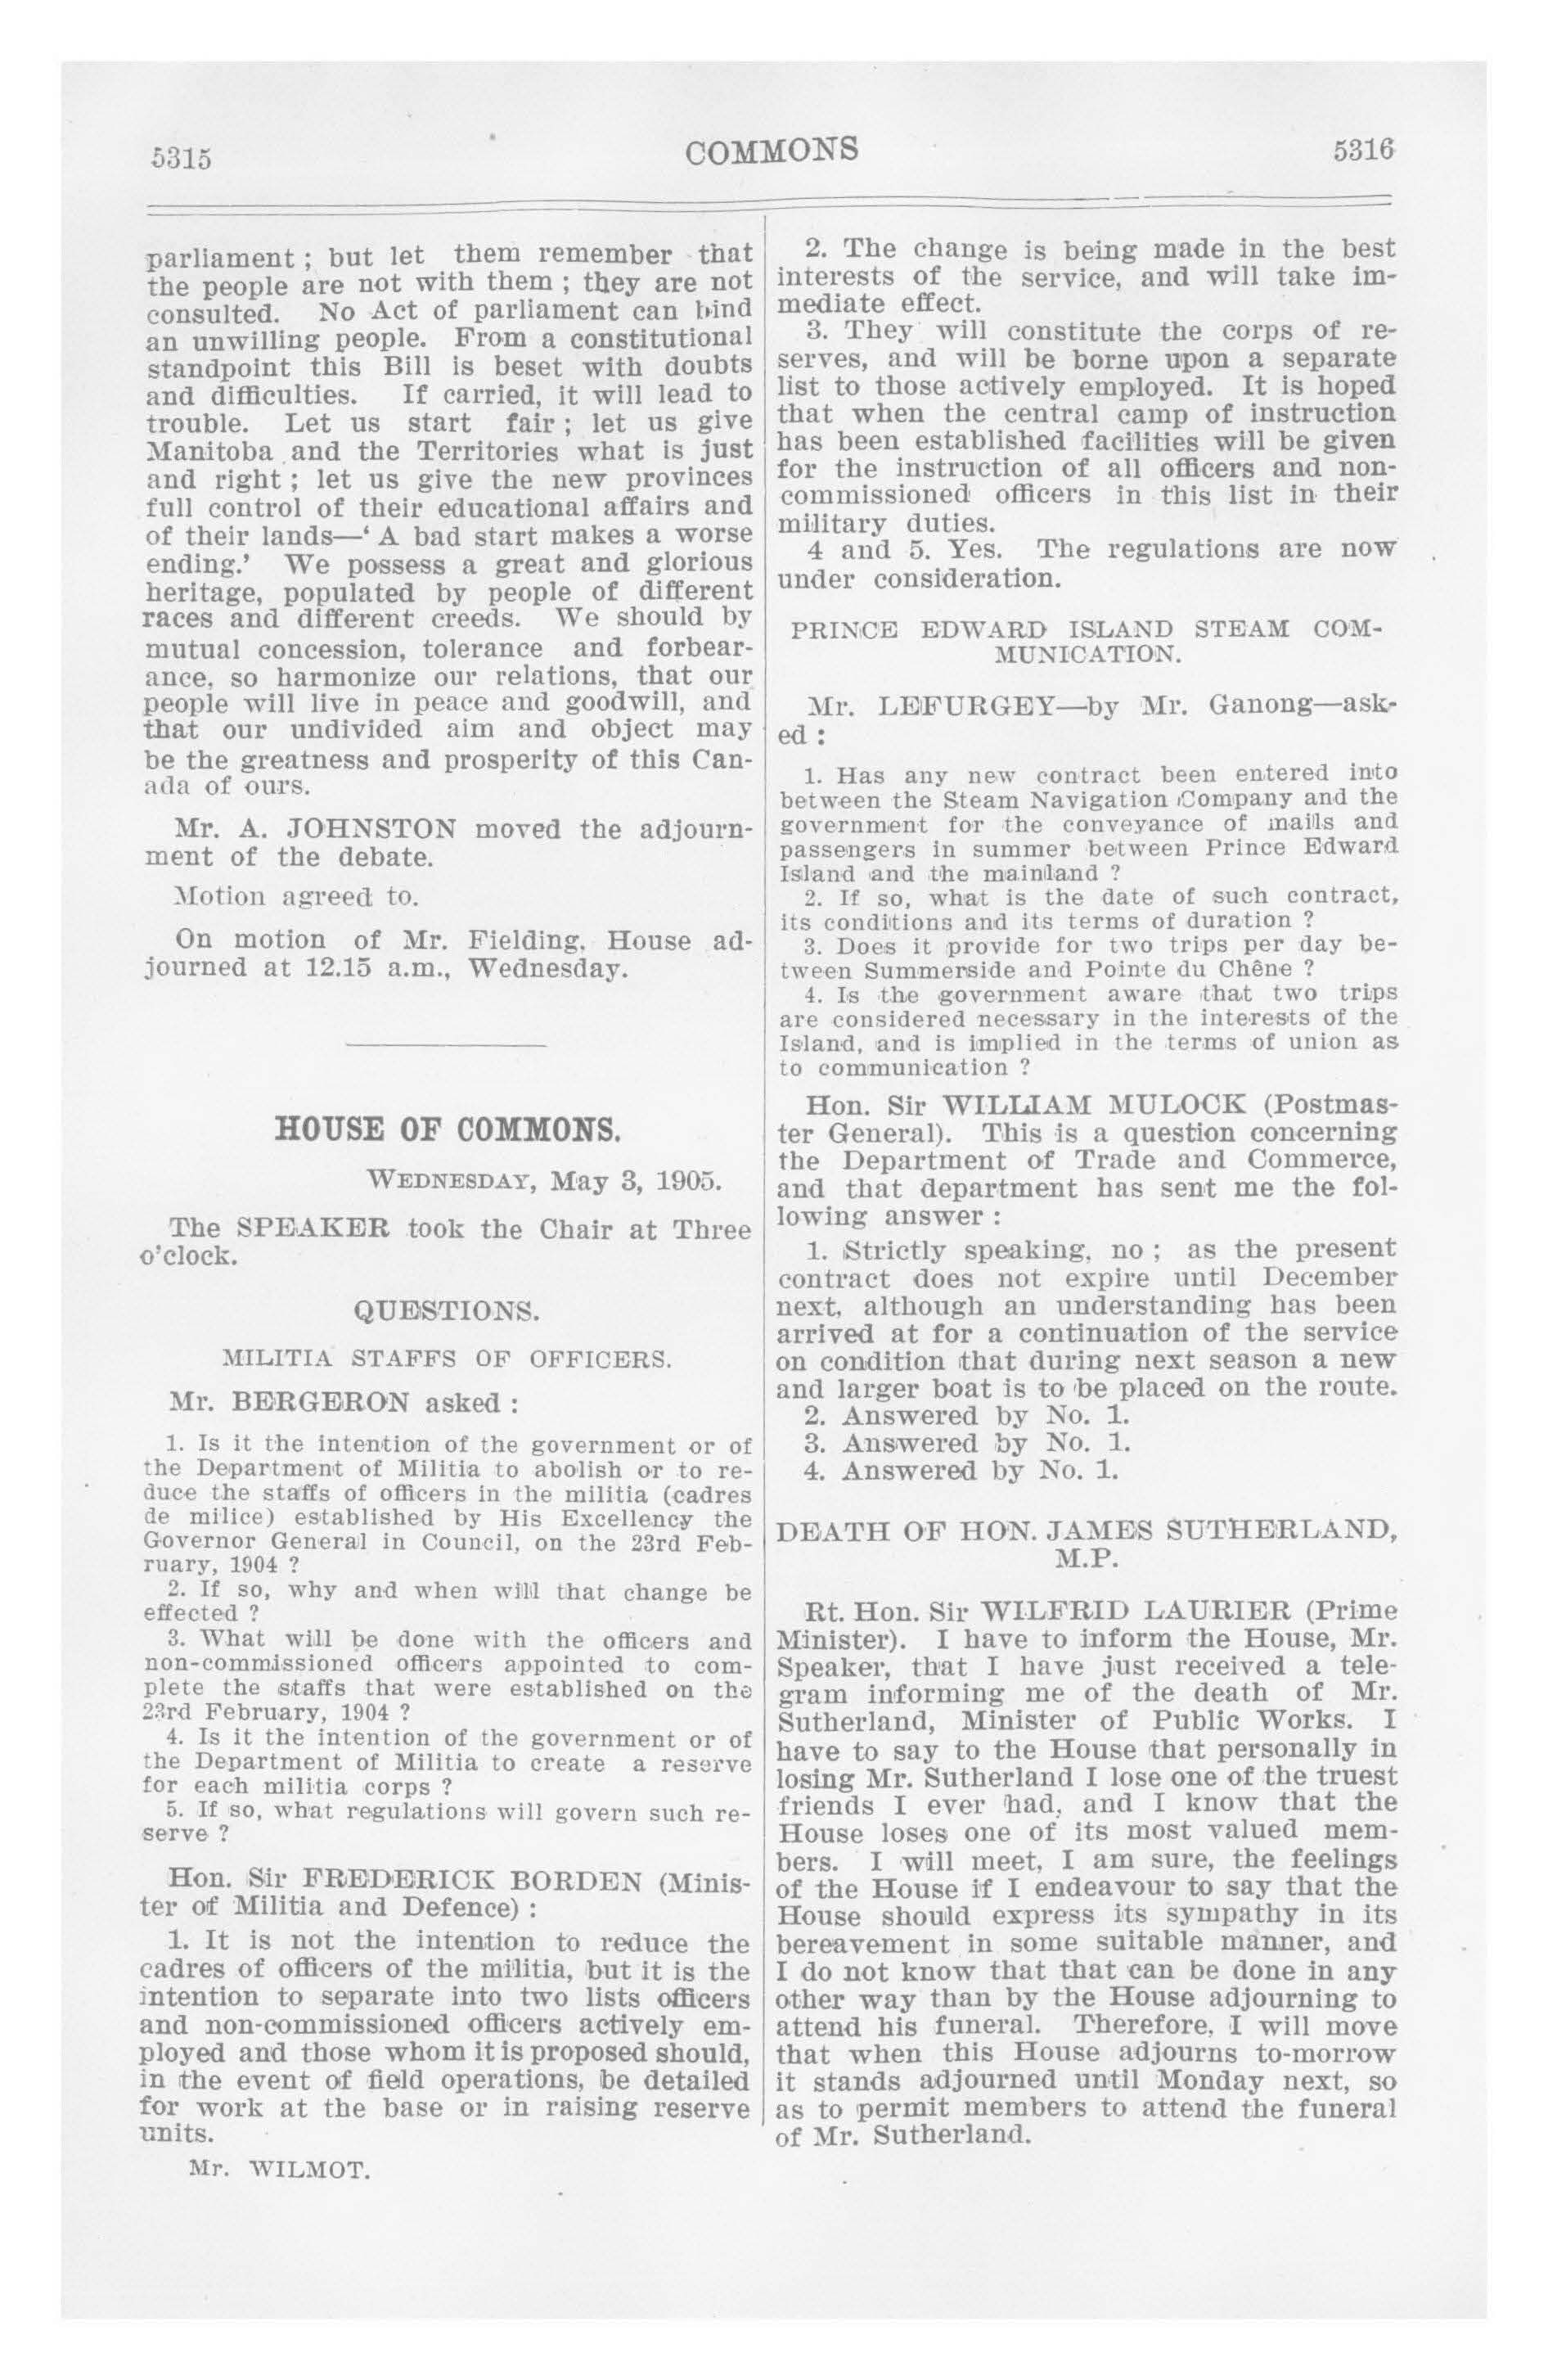 5315
COMMONS
5316
parliament ; but let them remember that
the people are not with them ; they are not
consulted. No Act of parliament can bind
an unwilling people. From a constitutional
standpoint this Bill is beset with doubts
and difficulties. If carried, it will lead to
trouble. Let us start fair ; let us give
Manitoba and the Territories what is just
and right ; let us give the new provinces
full control of their educational affairs and
of their lands—‘ A bad start makes a worse
ending.’ We possess a great and glorious
heritage, populated by people of different
races and different creeds. We should by
mutual concession, tolerance and forbear-
ance, so harmonize our relations, that our
people will live in peace and goodwill, and
that our undivided aim and object may
be the greatness and prosperity of this Can-
ada of ours.
Mr. A. JOHNSTON moved the adjourn-
ment of the debate.
Motion agreed to.
On motion of Mr. Fielding, House ad-
journed at 12.15 a.m., Wednesday.
HOUSE OF COMMONS.
WEDNESDAY, May 3, 1905.
The SPEAKER took the Chair at Three
o’clock.
QUESTIONS.
MILITIA STAFFS OF OFFICERS.
Mr. BERGERON asked :
1. Is it the intention of the government or of
the Department of Militia to abolish or to re-
duce the staffs of officers in the militia (cadres
de milice) established by His Excellency the
Governor General in Council, on the 23rd Feb-
ruary, 1904 ?
2. If so, why and when will that change be
effected ?
3. What will be done with the officers and
non-commissioned officers appointed to com-
plete the staffs that were established on the
23rd February, 1904 ?
4. Is it the intention of the government or of
the Department of Militia to create a reserve
for each militia corps ?
5. If so, what regulations will govern such re-
serve ?
Hon. Sir FREDERICK BORDEN (Minis-
ter of Militia and Defence) :
1. It is not the intention to reduce the
cadres of officers of the militia, but it is the
intention to separate into two lists officers
and non-commissioned officers actively em-
ployed and those whom it is proposed should,
in the event of field operations, be detailed
for work at the base or in raising reserve
units.
Mr. WILMOT.
2. The change is being made in the best
interests of the service, and will take im-
mediate effect.
3. They will constitute the corps of re-
serves, and will be borne upon a separate
list to those actively employed. It is hoped
that when the central camp of instruction
has been established facilities will be given
for the instruction of all officers and non-
commissioned officers in this list in their
military duties.
4 and 5. Yes. The regulations are now
under consideration.
PRINCE EDWARD ISLAND STEAM COM-
MUNICATION.
Mr. LEFURGEY—by Mr. Ganong—ask-
ed :
1. Has any new contract been entered into
between the Steam Navigation Company and the
government for the conveyance of mails and
passengers in summer between Prince Edward
Island and the mainland ?
2. If so, what is the date of such contract,
its conditions and its terms of duration ?
3. Does it provide for two trips per day be-
tween Summerside and Pointe du Chêne ?
4. Is the government aware that two trips
are considered necessary in the interests of the
Island, and is implied in the terms of union as
to communication ?
Hon. Sir WILLIAM MULOCK (Postmas-
ter General). This is a question concerning
the Department of Trade and Commerce,
and that department has sent me the fol-
lowing answer :
1. Strictly speaking, no ; as the present
contract does not expire until December
next, although an understanding has been
arrived at for a continuation of the service
on condition that during next season a new
and larger boat is to be placed on the route.
2. Answered by No. 1.
3. Answered by No. 1.
4. Answered by No. 1.
DEATH OF HON. JAMES SUTHERLAND,
M.P.
Rt. Hon. Sir WILFRID LAURIER (Prime
Minister). I have to inform the House, Mr.
Speaker, that I have just received a tele-
gram informing me of the death of Mr.
Sutherland, Minister of Public Works. I
have to say to the House that personally in
losing Mr. Sutherland I lose one of the truest
friends I ever had, and I know that the
House loses one of its most valued mem-
bers. I will meet, I am sure, the feelings
of the House if I endeavour to say that the
House should express its sympathy in its
bereavement in some suitable manner, and
I do not know that that can be done in any
other way than by the House adjourning to
attend his funeral. Therefore, I will move
that when this House adjourns to-morrow
it stands adjourned until Monday next, so
as to permit members to attend the funeral
of Mr. Sutherland.